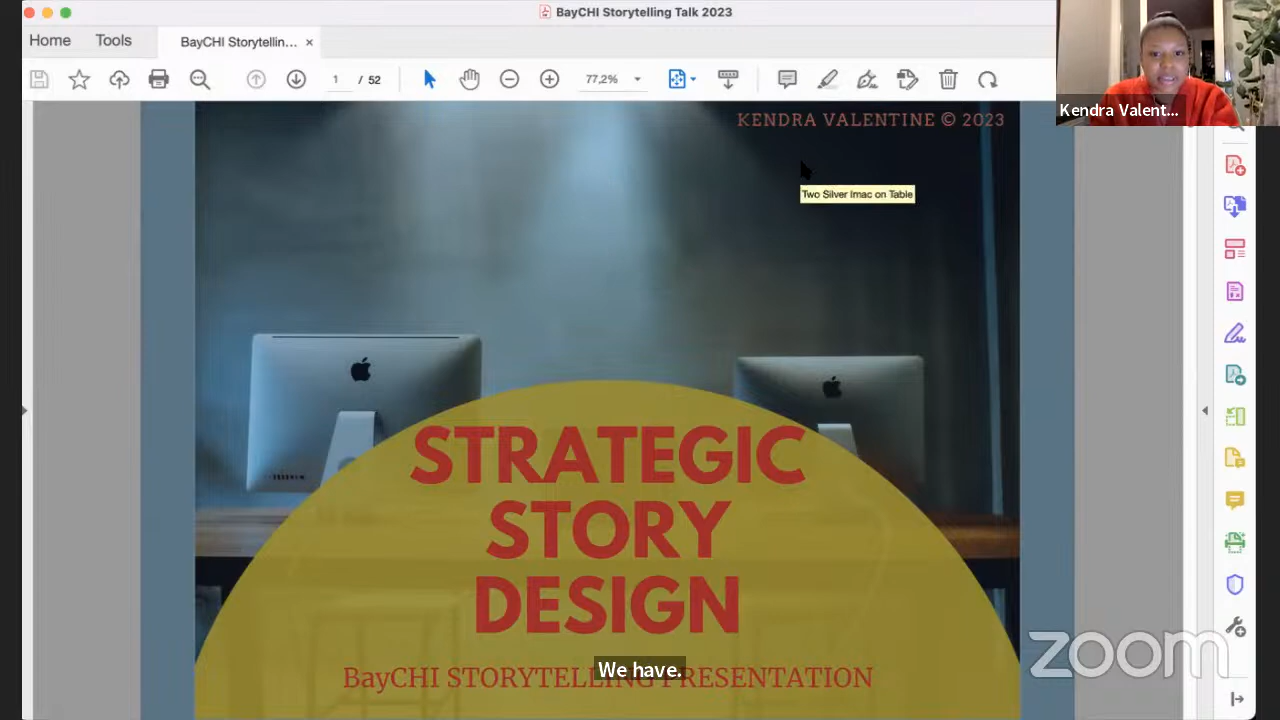 BayCHI Storytelling Talk 2023
Home
Tools
BayCHI Storytellin... ×
1 / 52
77,2%
Kendra Valent...
KENDRA VALENTINE © 2023
Two Silver Imac on Table
STRATEGIC
STORY
DESIGN
BayCHI STORYTELLING PRESENTATION
We have.
zoom